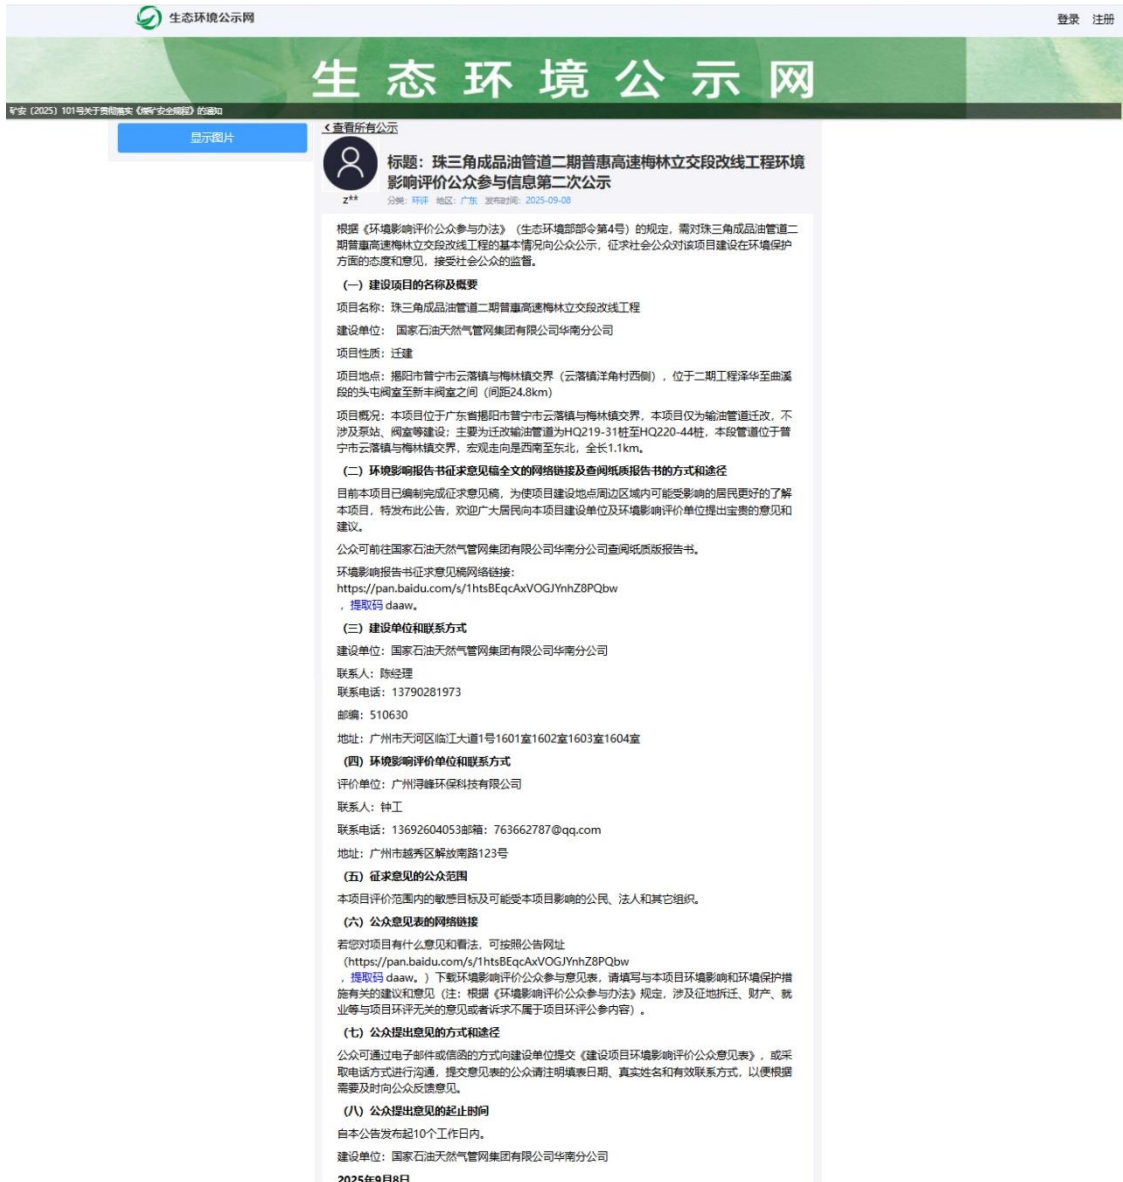 生态环境公示网
登录 注册
生态环境公示网
矿安〔2025〕101号关于贯彻落实《煤矿安全规程》的通知
显示图片
查看所有公示
标题：珠三角成品油管道二期普惠高速梅林立交段改线工程环境
影响评价公众参与信息第二次公示
z**
分类：环评 地区：广东 发布时间：2025-09-08
根据《环境影响评价公众参与办法》（生态环境部部令第4号）的规定，需对珠三角成品油管道二
期普惠高速梅林立交段改线工程的基本情况向公众公示，征求社会公众对该项目建设在环境保护
方面的态度和意见，接受社会公众的监督。
（一）建设项目的名称及概要
项目名称：珠三角成品油管道二期普惠高速梅林立交段改线工程
建设单位： 国家石油天然气管网集团有限公司华南分公司
项目性质：迁建
项目地点：揭阳市普宁市云落镇与梅林镇交界（云落镇洋角村西侧），位于二期工程泽华至曲溪
段的头屯阀室至新丰阀室之间（间距24.8km）
项目概况：本项目位于广东省揭阳市普宁市云落镇与梅林镇交界，本项目仅为输油管道迁改，不
涉及泵站、阀室等建设；主要为迁改输油管道为HQ219-31桩至HQ220-44桩，本段管道位于普
宁市云落镇与梅林镇交界，宏观走向是西南至东北，全长1.1km。
（二）环境影响报告书征求意见稿全文的网络链接及查阅纸质报告书的方式和途径
目前本项目已编制完成征求意见稿，为使项目建设地点周边区域内可能受影响的居民更好的了解
本项目，特发布此公告，欢迎广大居民向本项目建设单位及环境影响评价单位提出宝贵的意见和
建议。
公众可前往国家石油天然气管网集团有限公司华南分公司查阅纸质版报告书。
环境影响报告书征求意见稿网络链接：
https://pan.baidu.com/s/1htsBEqcAxVOGJYnhZ8PQbw
，提取码 daaw。
（三）建设单位和联系方式
建设单位：国家石油天然气管网集团有限公司华南分公司
联系人：陈经理
联系电话：13790281973
邮编：510630
地址：广州市天河区临江大道1号1601室1602室1603室1604室
（四）环境影响评价单位和联系方式
评价单位：广州浔峰环保科技有限公司
联系人：钟工
联系电话：13692604053邮箱：763662787@qq.com
地址：广州市越秀区解放南路123号
（五）征求意见的公众范围
本项目评价范围内的敏感目标及可能受本项目影响的公民、法人和其它组织。
（六）公众意见表的网络链接
若您对项目有什么意见和看法，可按照公告网址
（https://pan.baidu.com/s/1htsBEqcAxVOGJYnhZ8PQbw
，提取码 daaw。）下载环境影响评价公众参与意见表，请填写与本项目环境影响和环境保护措
施有关的建议和意见（注：根据《环境影响评价公众参与办法》规定，涉及征地拆迁、财产、就
业等与项目环评无关的意见或者诉求不属于项目环评公参内容）。
（七）公众提出意见的方式和途径
公众可通过电子邮件或信函的方式向建设单位提交《建设项目环境影响评价公众意见表》，或采
取电话方式进行沟通，提交意见表的公众请注明填表日期、真实姓名和有效联系方式，以便根据
需要及时向公众反馈意见。
（八）公众提出意见的起止时间
自本公告发布起10个工作日内。
建设单位：国家石油天然气管网集团有限公司华南分公司
2025年9月8日